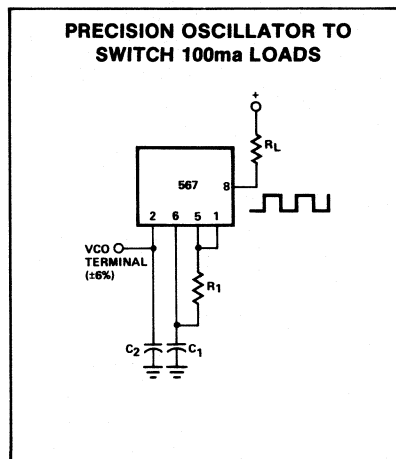 PRECISION OSCILLATOR TO
SWITCH 100ma LOADS
+
RL
567
8
2 6 5 1
VCO
TERMINAL
(±6%)
R1
C2
C1